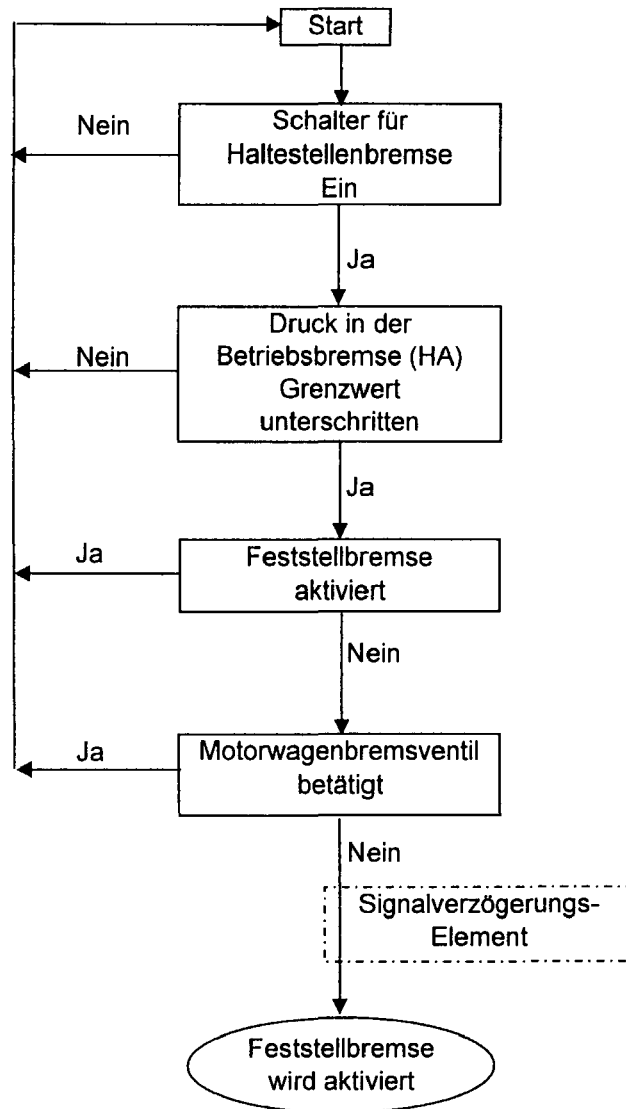 Start
Nein
Schalter für
Haltestellenbremse
Ein
Ja
Nein
Druck in der
Betriebsbremse (HA)
Grenzwert
unterschritten
Ja
Ja
Feststellbremse
aktiviert
Nein
Ja
Motorwagenbremsventil
betätigt
Nein
Signalverzögerungs-
Element
Feststellbremse
wird aktiviert